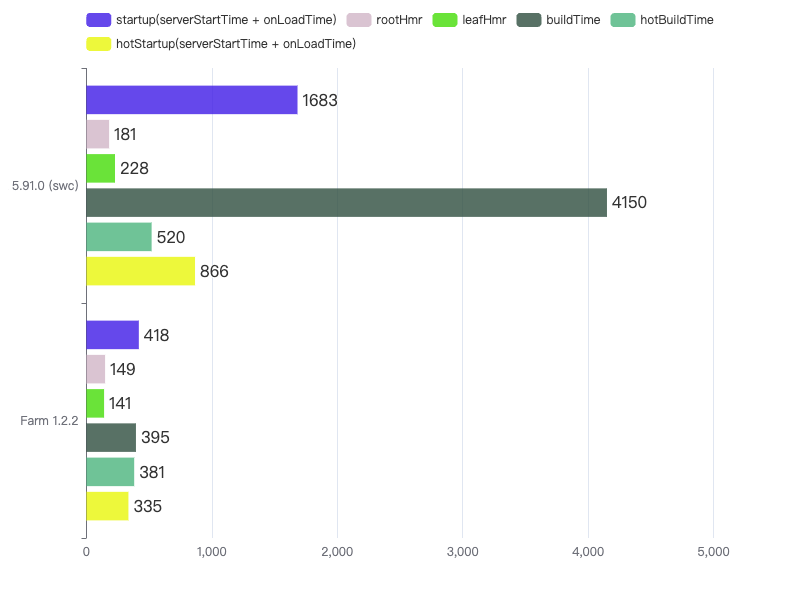 startup(serverStartTime + onLoadTime) rootHmr leafHmr buildTime hotBuildTime
hotStartup(serverStartTime + onLoadTime)
1683
181
5.91.0 (swc)
228
4150
520
866
418
149
Farm 1.2.2
141
395
381
335
0 1,000 2,000 3,000 4,000 5,000